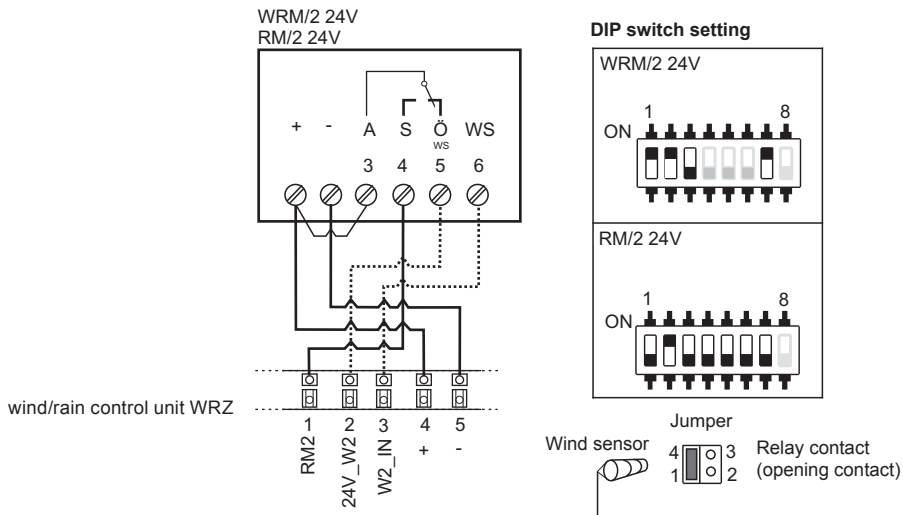 WRM/2 24V
RM/2 24V
+ - A S Ö WS
ws
3 4 5 6
wind/rain control unit WRZ
1 2 3 4 5
RM2
24V_W2
W2_IN
+ -
DIP switch setting
WRM/2 24V
1 8
ON
RM/2 24V
1 8
ON
Jumper
Wind sensor
4 3
1 2
Relay contact
(opening contact)